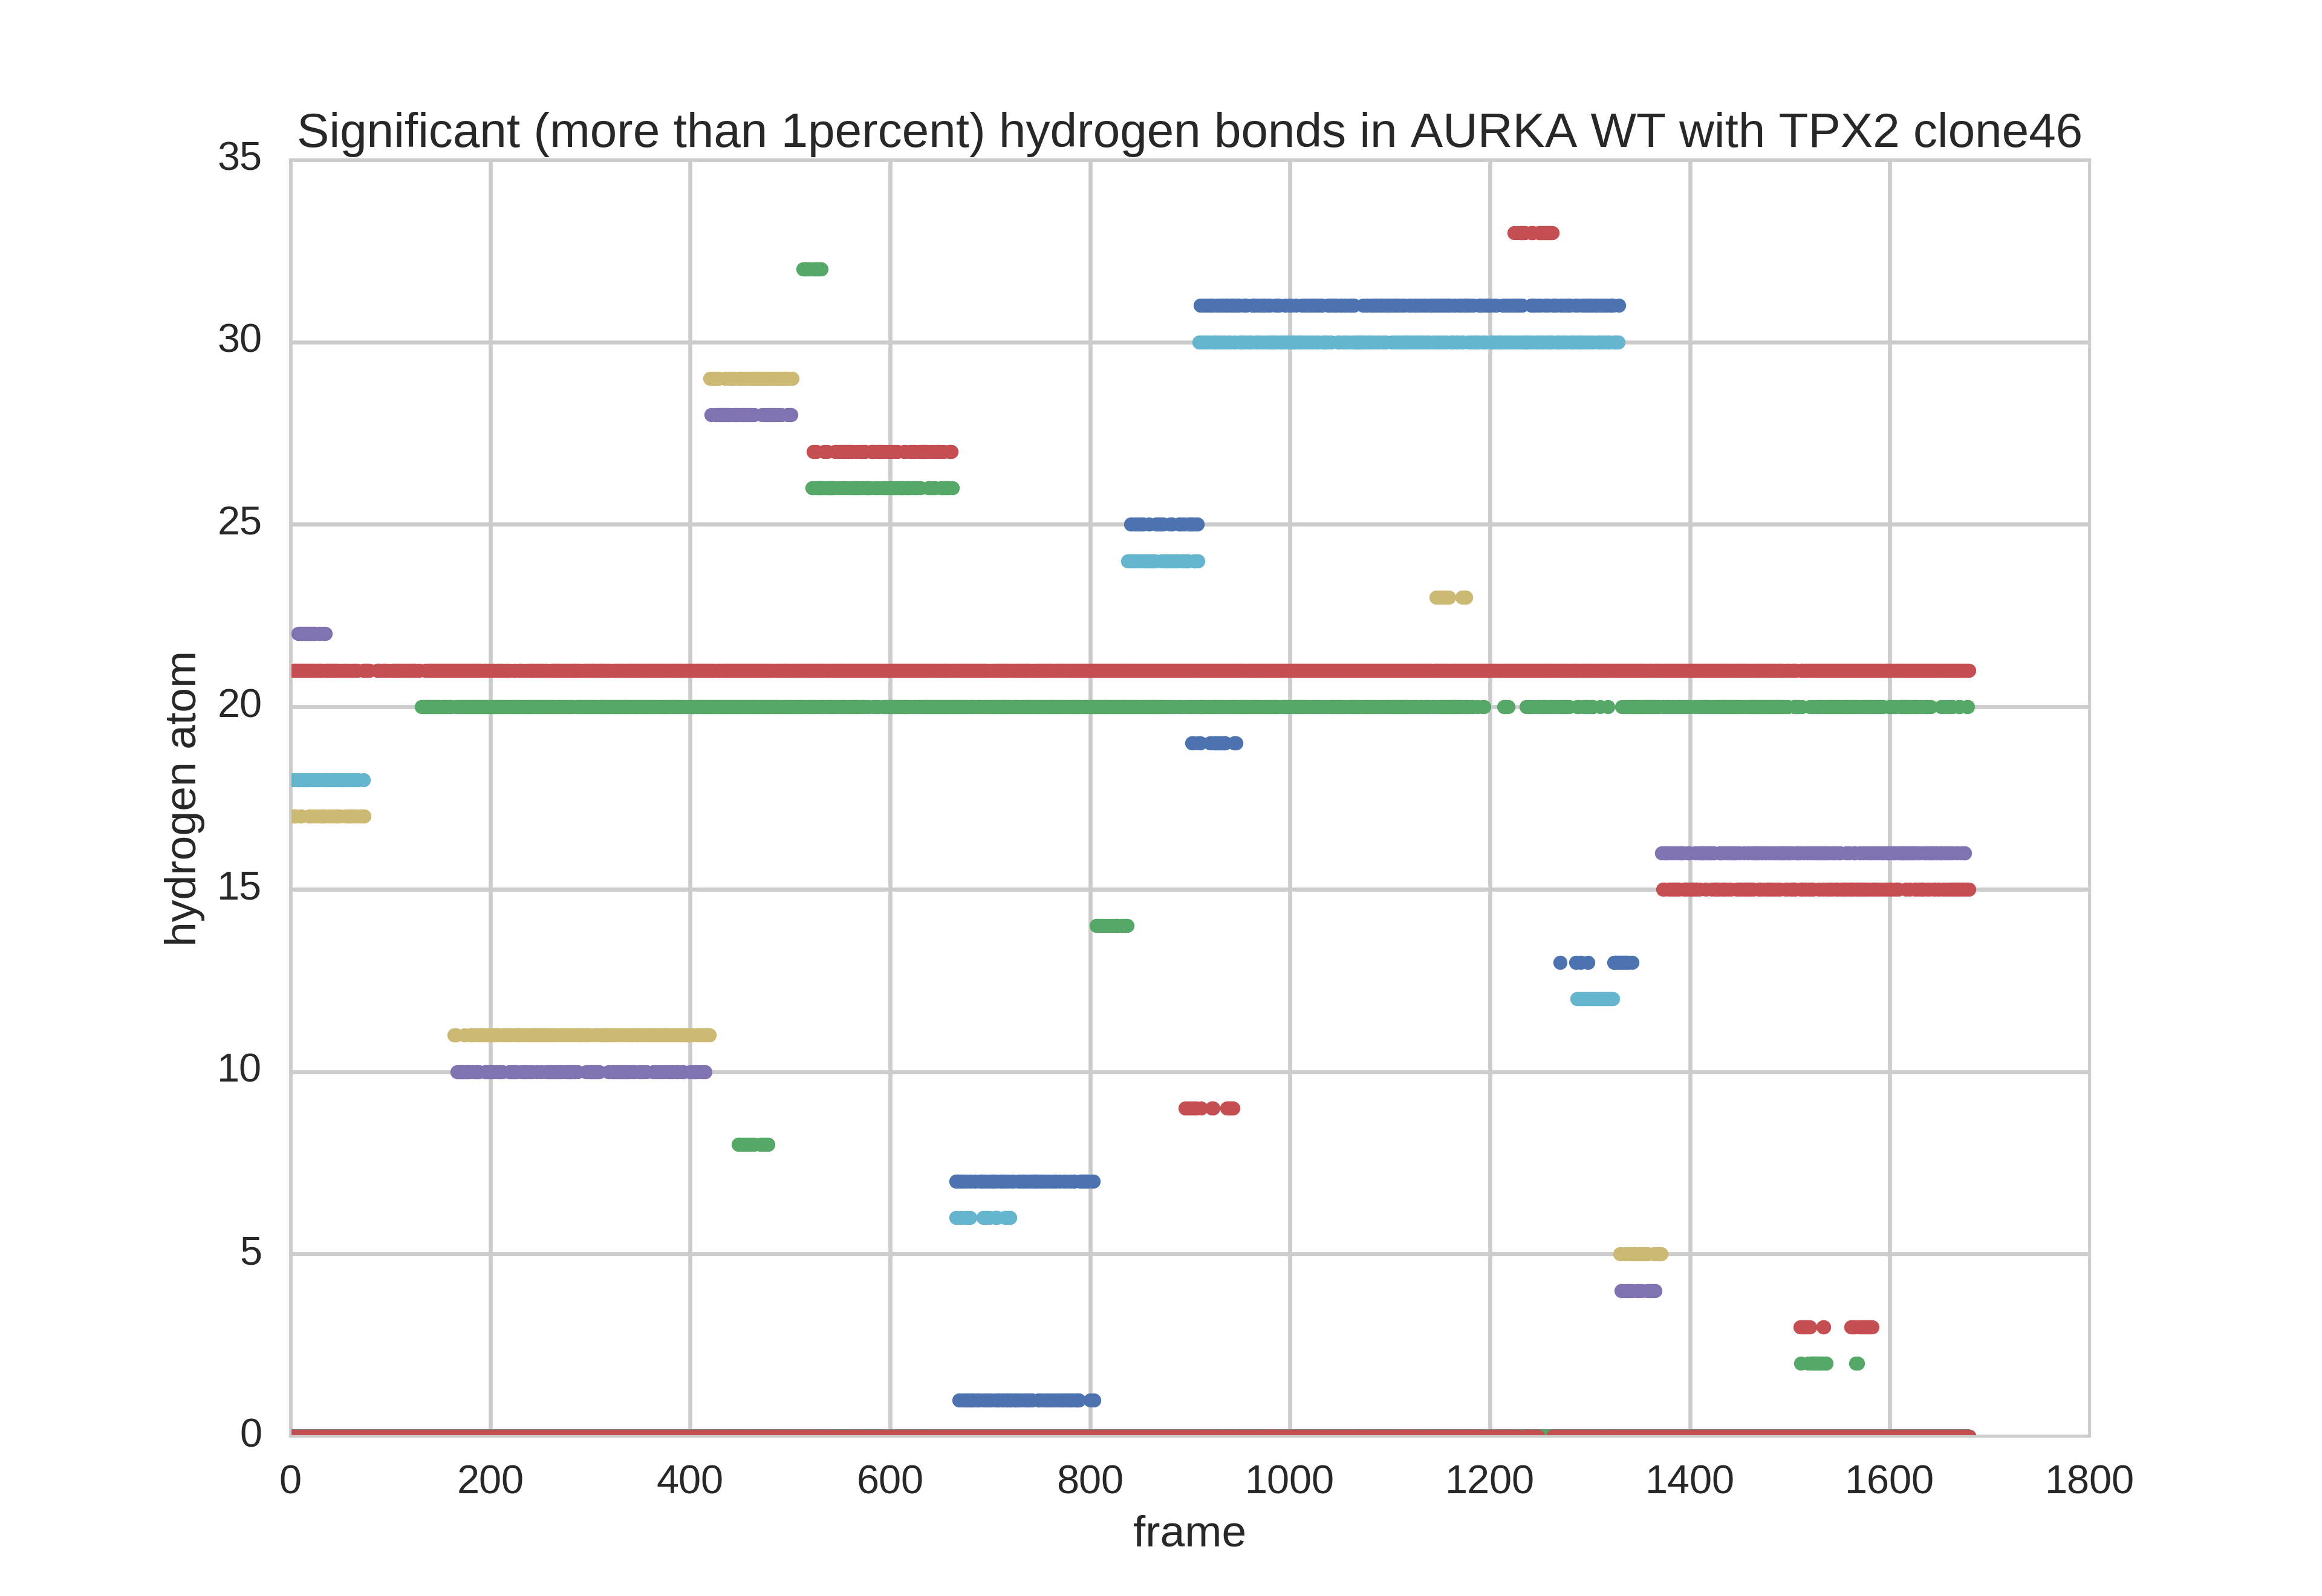 Significant (more than 1percent) hydrogen bonds in AURKA WT with TPX2 clone46
35
30
25
20
15
10
5
0
hydrogen atom
0 200 400 600 800 1000 1200 1400 1600 1800
frame